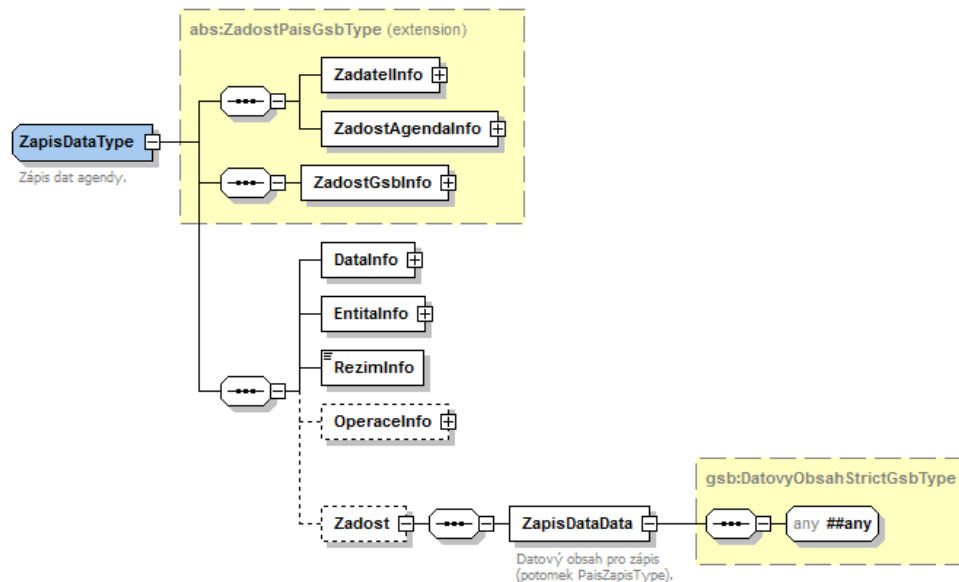 abs:ZadostPaisGsbType (extension)
ZadatelInfo
ZadostAgendaInfo
ZapisDataType
Zápis dat agendy.
ZadostGsbInfo
DataInfo
EntitaInfo
RezimInfo
OperaceInfo
gsb:DatovyObsahStrictGsbType
Zadost
ZapisDataData
any ##any
Datový obsah pro zápis
(potomek PaisZapisType).